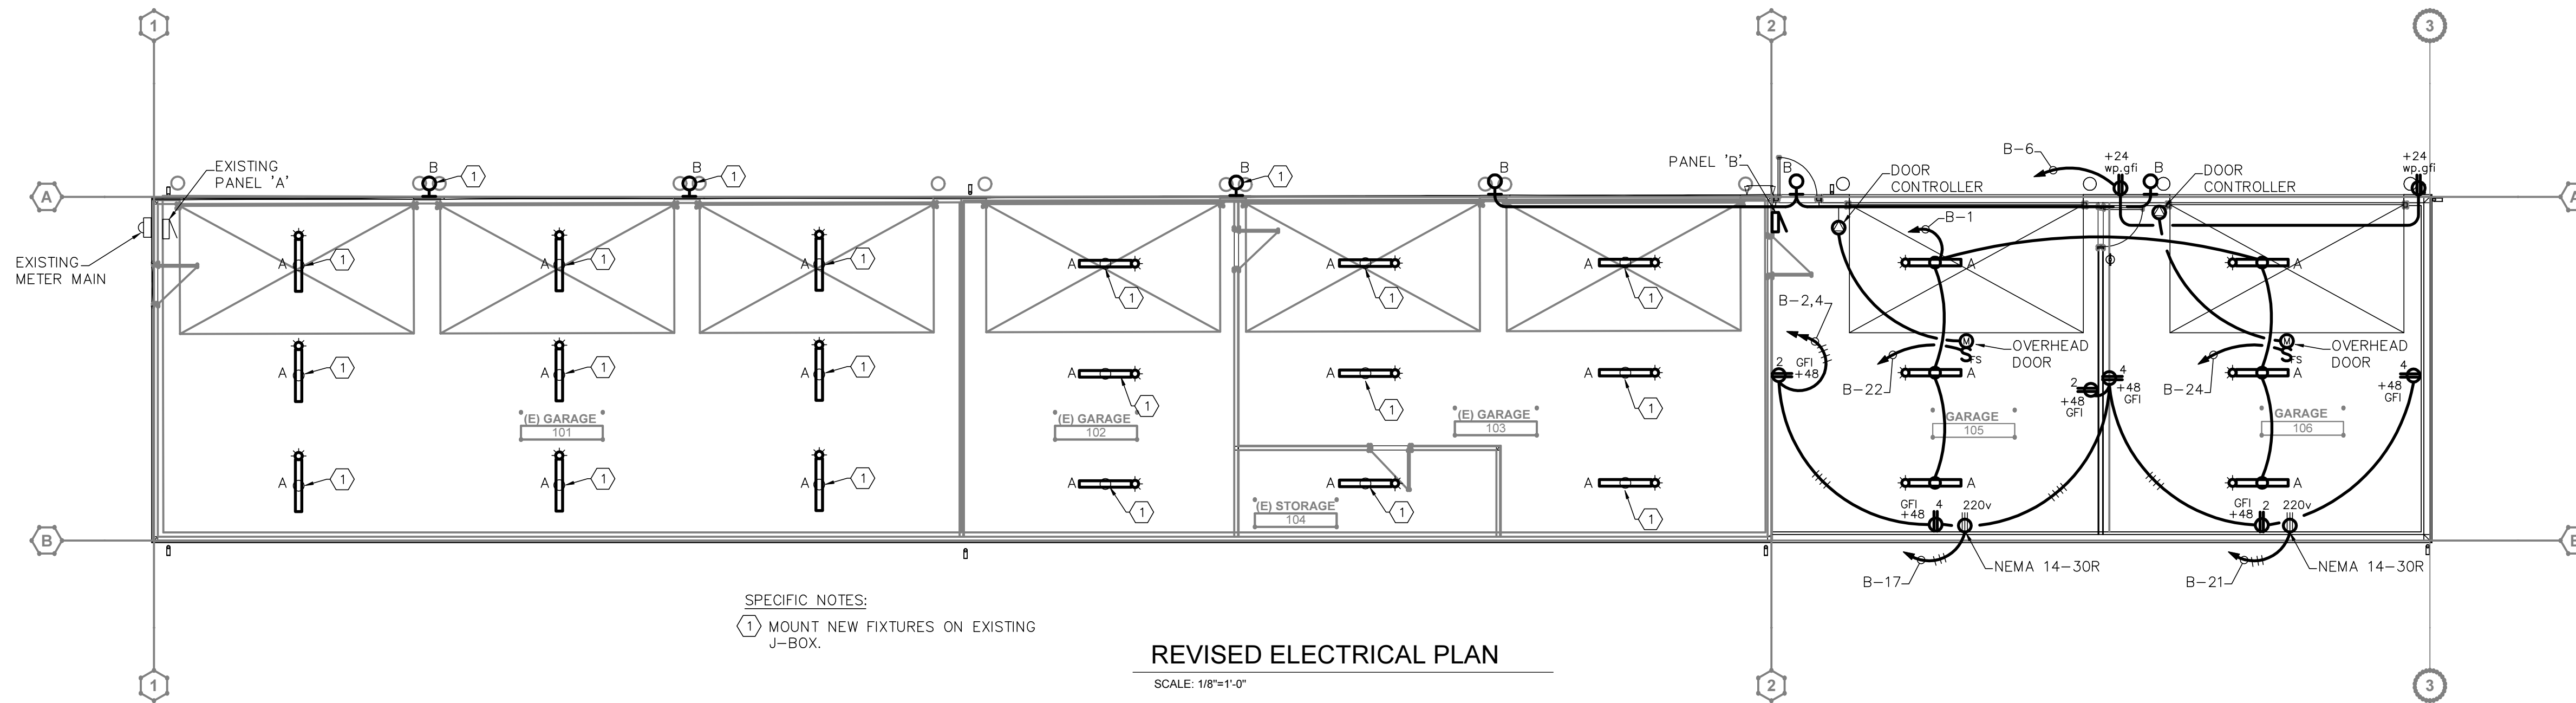 1
2
3
B
1
B
1
B
1
B
PANEL 'B'
B
B-6
+24
wp.gfi
B
DOOR
CONTROLLER
+24
wp.gfi
DOOR
CONTROLLER
EXISTING
PANEL 'A'
A
A
EXISTING
METER MAIN
A
1
A
1
A
1
A
1
A
1
A
1
B-1
A
A
B-2,4
2
GFI
+48
A
1
A
1
A
1
A
1
A
1
A
1
M
S
FS
OVERHEAD
DOOR
B-22
A
2
+48
GFI
4
+48
GFI
M
S
FS
OVERHEAD
DOOR
B-24
A
4
+48
GFI
(E) GARAGE
101
(E) GARAGE
102
(E) GARAGE
103
GARAGE
105
GARAGE
106
A
1
A
1
A
1
A
1
A
1
A
1
A
A
(E) STORAGE
104
GFI
+48
4
220v
GFI
+48
2
220v
B
NEMA 14-30R
B-17
NEMA 14-30R
B-21
SPECIFIC NOTES:
1 MOUNT NEW FIXTURES ON EXISTING
J-BOX.
REVISED ELECTRICAL PLAN
SCALE: 1/8"=1'-0"
1
2
3